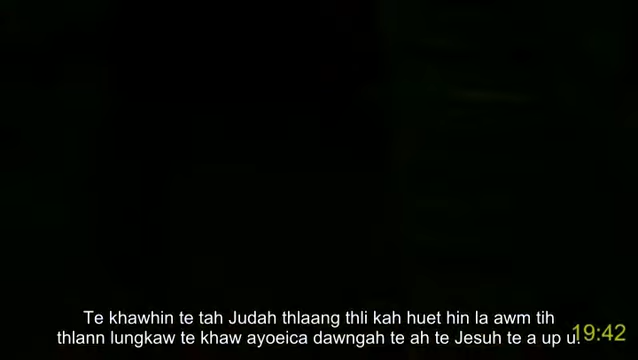 Te khawhin te tah Judah thlaang thli kah huet hin la awm tih
thlann lungkaw te khaw ayoeica dawngah te ah te Jesuh te a up u.
19:42